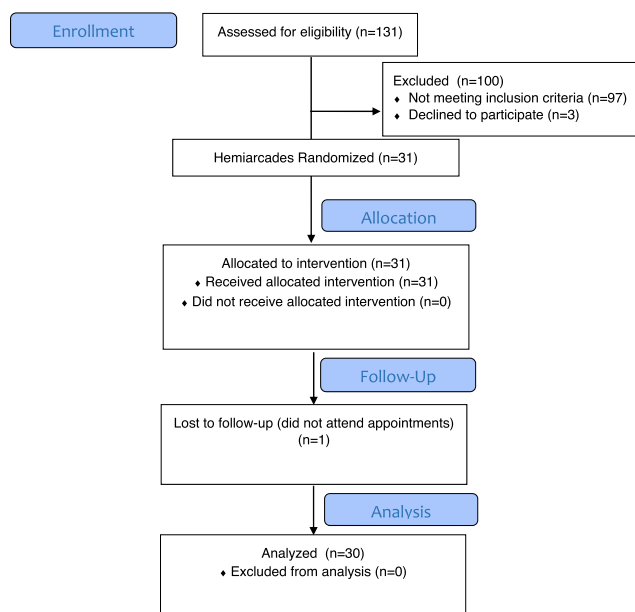 Enrollment
Assessed for eligibility (n=131)
Excluded (n=100)
♦ Not meeting inclusion criteria (n=97)
♦ Declined to participate (n=3)
Hemiarcades Randomized (n=31)
Allocation
Allocated to intervention (n=31)
♦ Received allocated intervention (n=31)
♦ Did not receive allocated intervention (n=0)
Follow-Up
Lost to follow-up (did not attend appointments)
(n=1)
Analysis
Analyzed (n=30)
♦ Excluded from analysis (n=0)